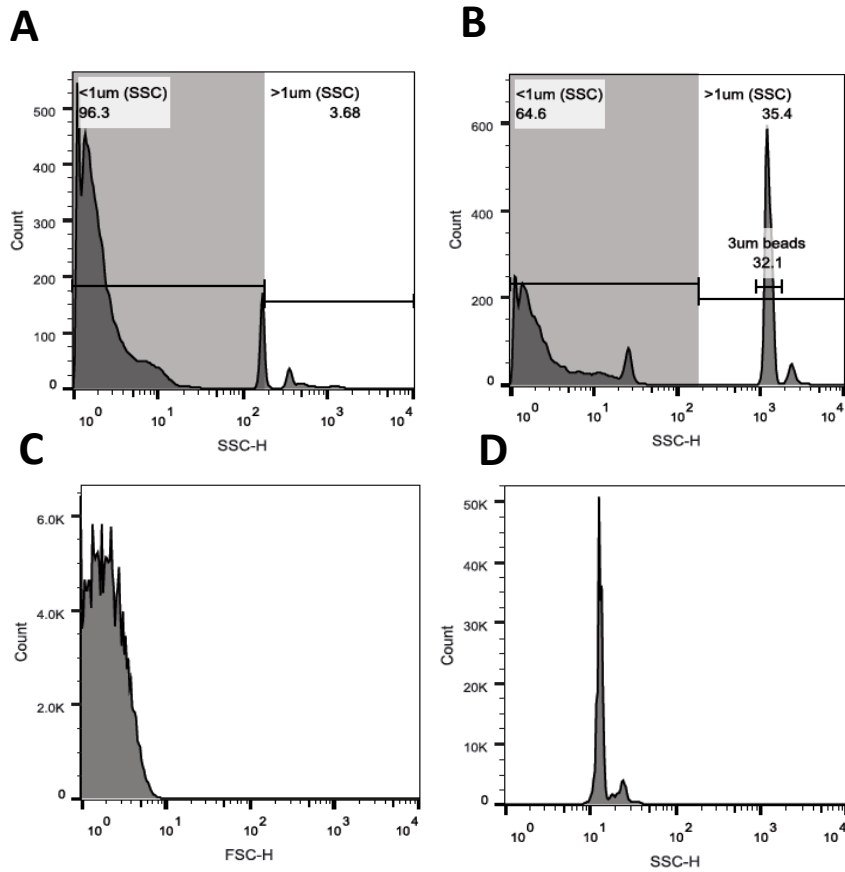 A
<1um (SSC)
96.3
>1um (SSC)
3.68
500
400
300
200
100
0
Count
10^0 10^1 10^2 10^3 10^4
SSC-H
B
<1um (SSC)
64.6
>1um (SSC)
35.4
3um beads
32.1
600
400
200
0
Count
10^0 10^1 10^2 10^3 10^4
SSC-H
C
6.0K
4.0K
2.0K
0
Count
10^0 10^1 10^2 10^3 10^4
FSC-H
D
50K
40K
30K
20K
10K
0
Count
10^0 10^1 10^2 10^3 10^4
SSC-H